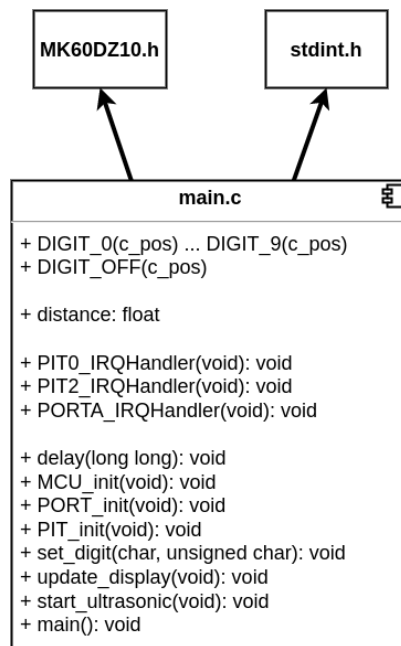 MK60DZ10.h
stdint.h
main.c
+ DIGIT_0(c_pos) ... DIGIT_9(c_pos)
+ DIGIT_OFF(c_pos)
+ distance: float
+ PIT0_IRQHandler(void): void
+ PIT2_IRQHandler(void): void
+ PORTA_IRQHandler(void): void
+ delay(long long): void
+ MCU_init(void): void
+ PORT_init(void): void
+ PIT_init(void): void
+ set_digit(char, unsigned char): void
+ update_display(void): void
+ start_ultrasonic(void): void
+ main(): void